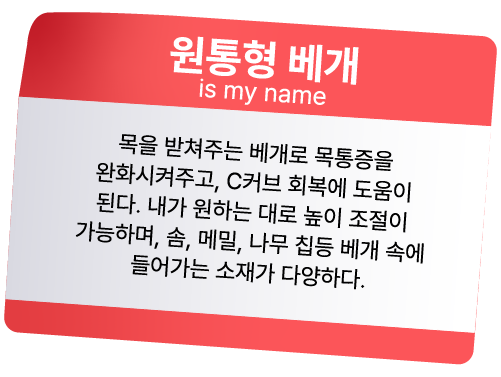 원통형 베개
is my name
목을 받쳐주는 베개로 목통증을
완화시켜주고, C커브 회복에 도움이
된다. 내가 원하는 대로 높이 조절이
가능하며, 솜, 메밀, 나무 칩등 베개 속에
들어가는 소재가 다양하다.